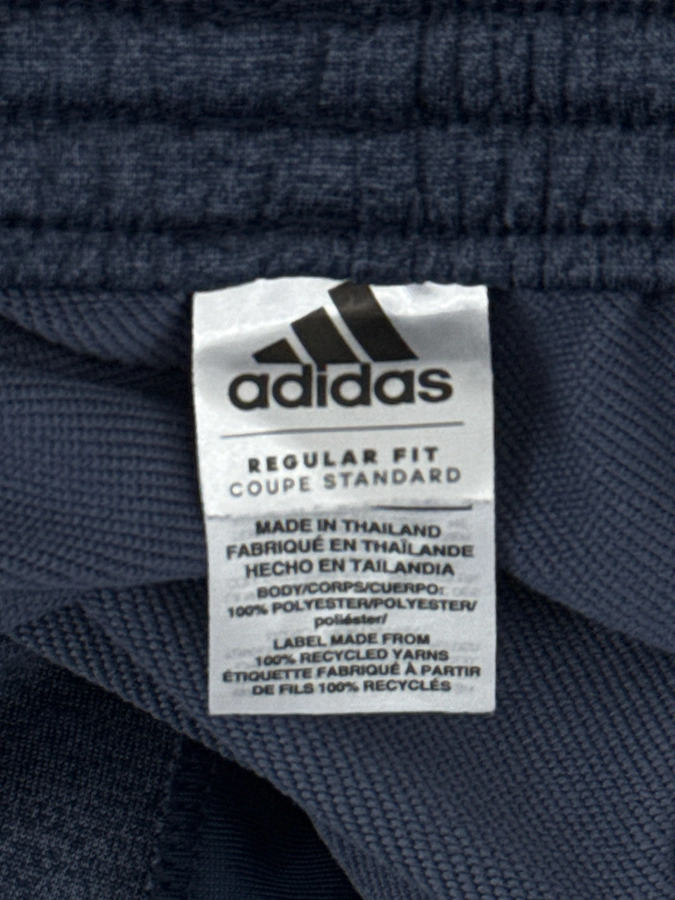 adidas
REGULAR FIT
COUPE STANDARD
MADE IN THAILAND
FABRIQUÉ EN THAÏLANDE
HECHO EN TAILANDIA
BODY/CORPS/CUERPO:
100% POLYESTER/POLYESTER/
poliéster/
LABEL MADE FROM
100% RECYCLED YARNS
ÉTIQUETTE FABRIQUÉ À PARTIR
DE FILS 100% RECYCLÉS